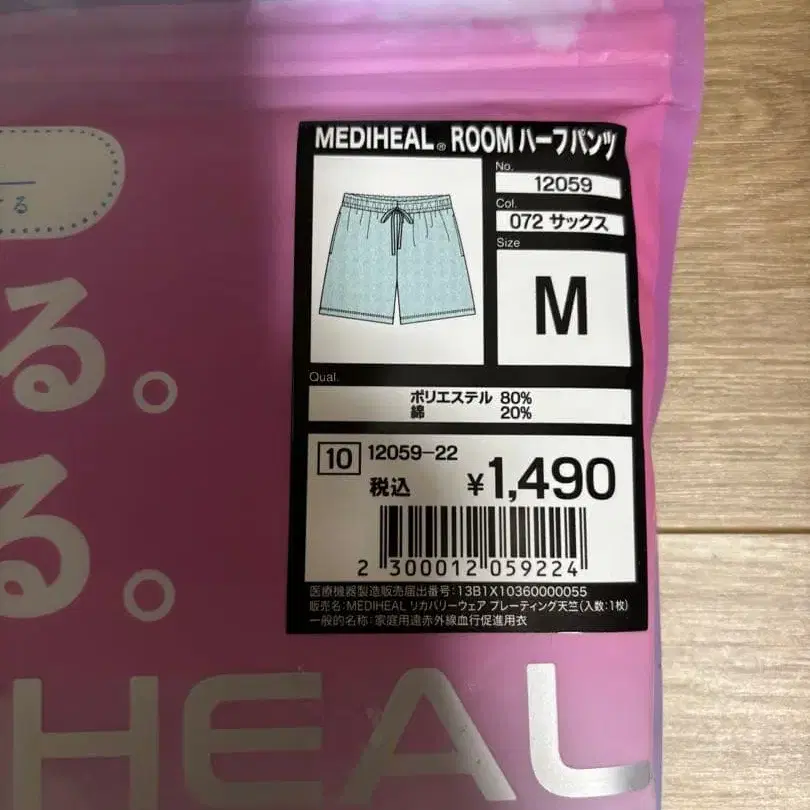 MEDIHEAL® ROOM ハーフパンツ
No.
12059
Col.
072 サックス
Size
M
Qual.
ポリエステル 80%
綿 20%
10 12059-22
税込 ¥1,490
2 300012 059224
医療機器製造販売届出番号:13B1X10360000055
販売名:MEDIHEAL リカバリーウェア プレーティング天竺(入数:1枚)
一般的名称:家庭用遠赤外線血行促進用衣
る
る。
る。
HEAL